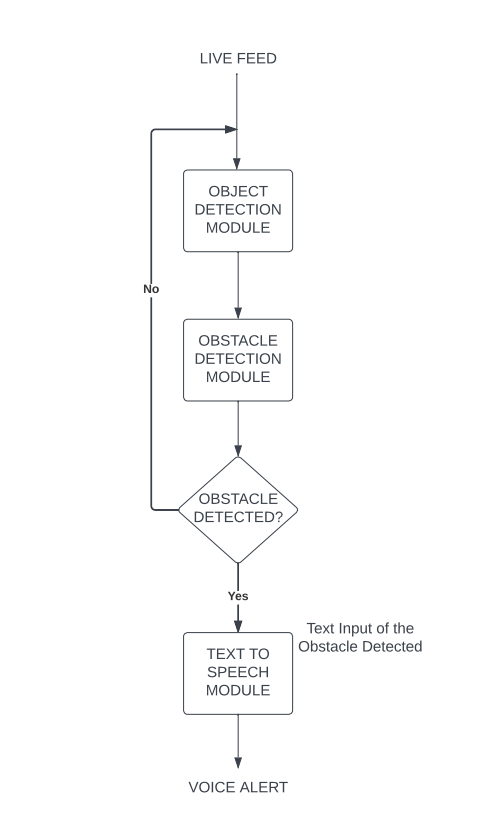 LIVE FEED
OBJECT
DETECTION
MODULE
No
OBSTACLE
DETECTION
MODULE
OBSTACLE
DETECTED?
Yes
Text Input of the
Obstacle Detected
TEXT TO
SPEECH
MODULE
VOICE ALERT